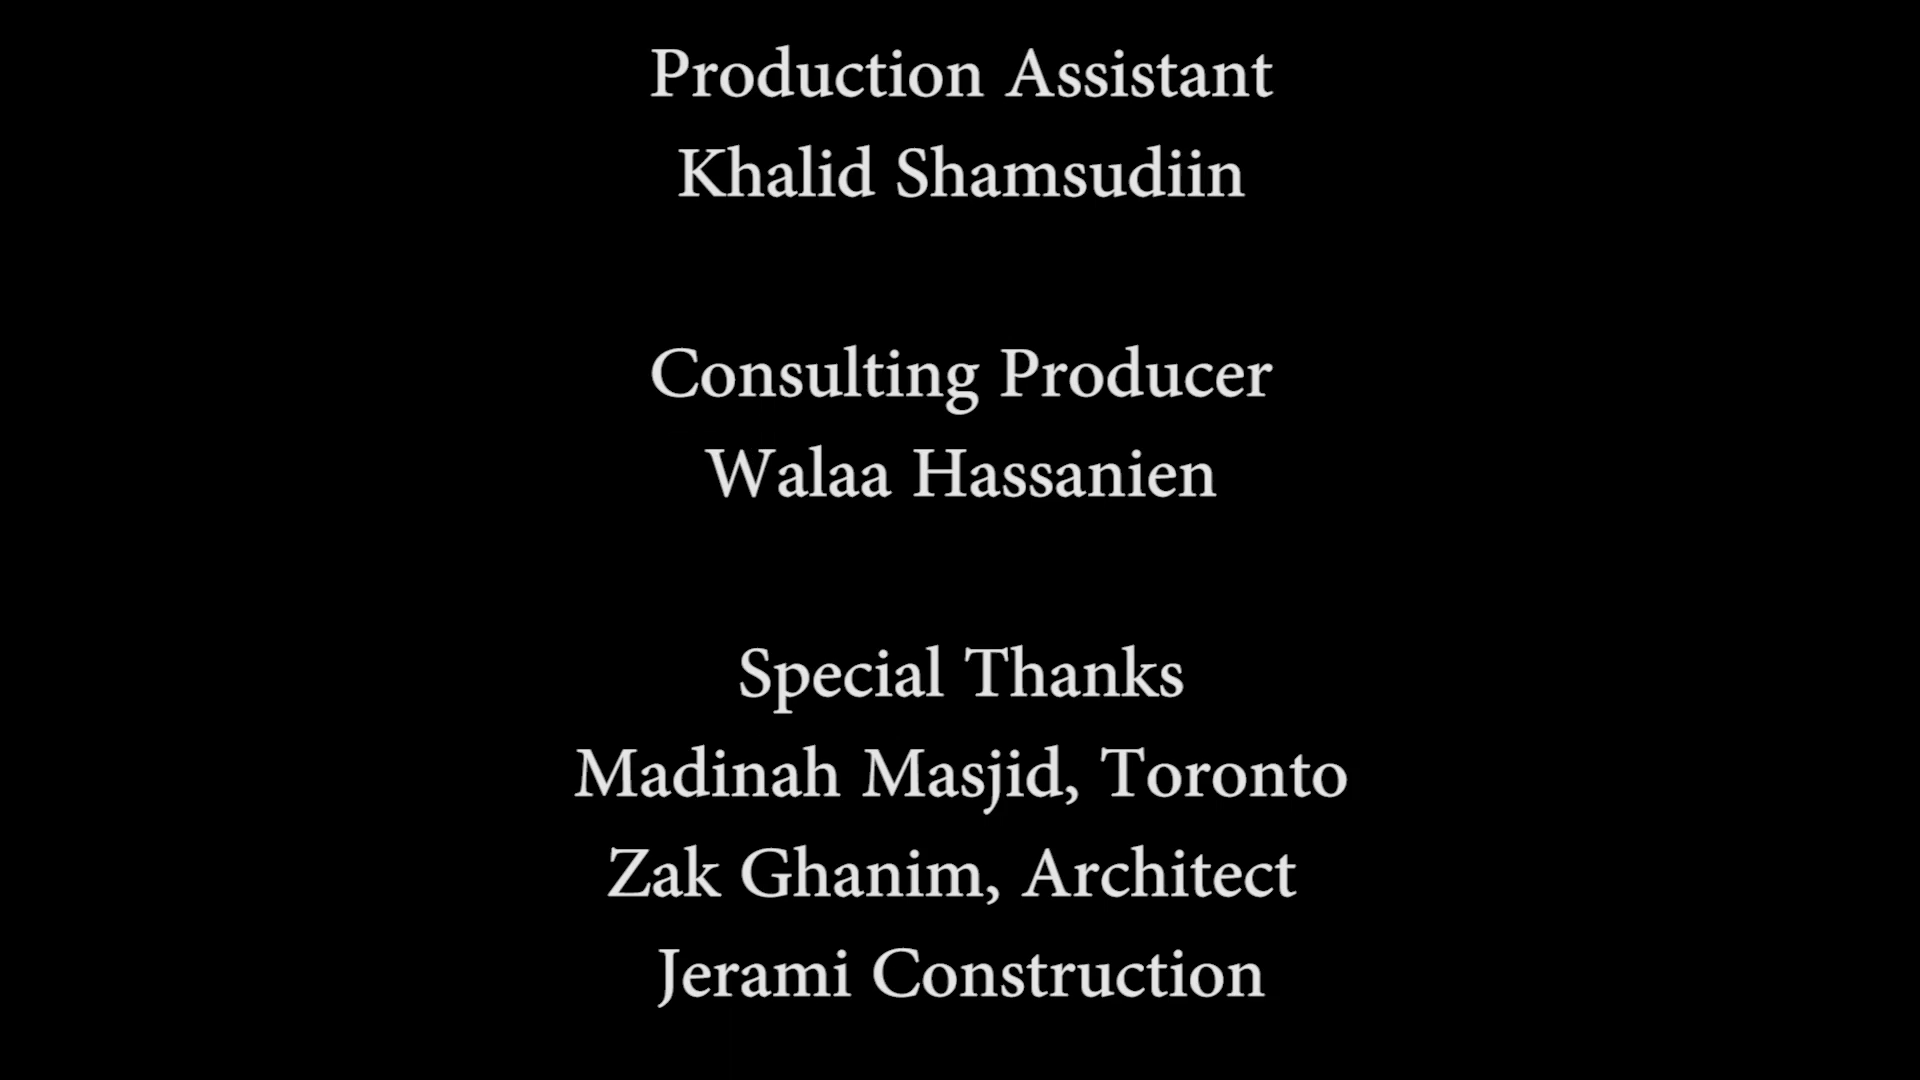 Production Assistant
Khalid Shamsudiin
Consulting Producer
Walaa Hassanien
Special Thanks
Madinah Masjid, Toronto
Zak Ghanim, Architect
Jerami Construction